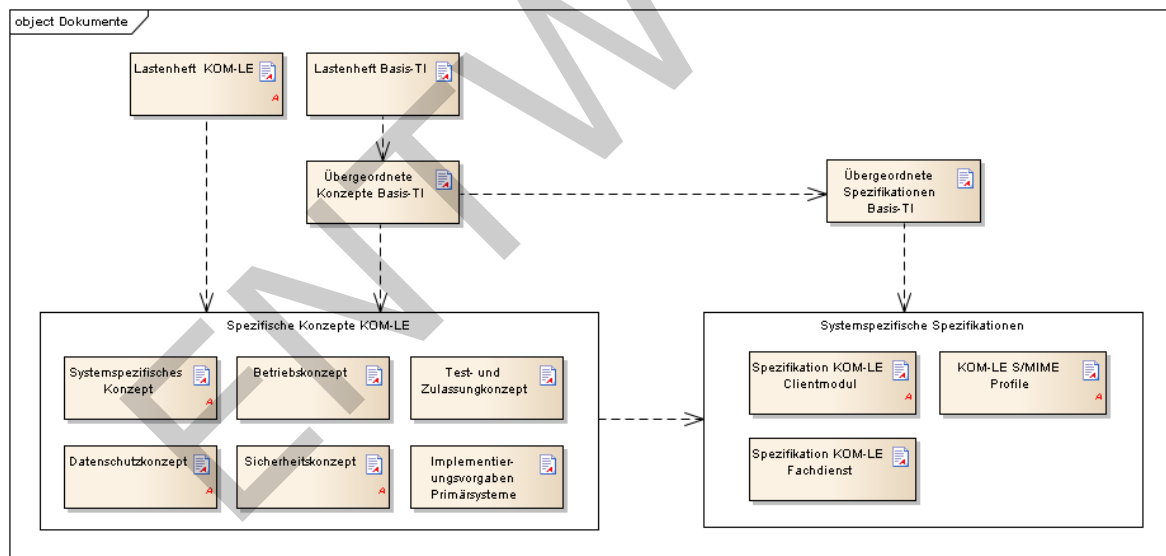 object Dokumente
Lastenheft KOM-LE
A
Lastenheft Basis-TI
Übergeordnete
Konzepte Basis-TI
Übergeordnete
Spezifikationen
Basis-TI
Spezifische Konzepte KOM-LE
Systemspezifisches
Konzept
A
Betriebskonzept
Test- und
Zulassungkonzept
Datenschutzkonzept
A
Sicherheitskonzept
A
Implementier-
ungsvorgaben
Primärsysteme
Systemspezifische Spezifikationen
Spezifikation KOM-LE
Clientmodul
A
KOM-LE S/MIME
Profile
A
Spezifikation KOM-LE
Fachdienst
ENTW